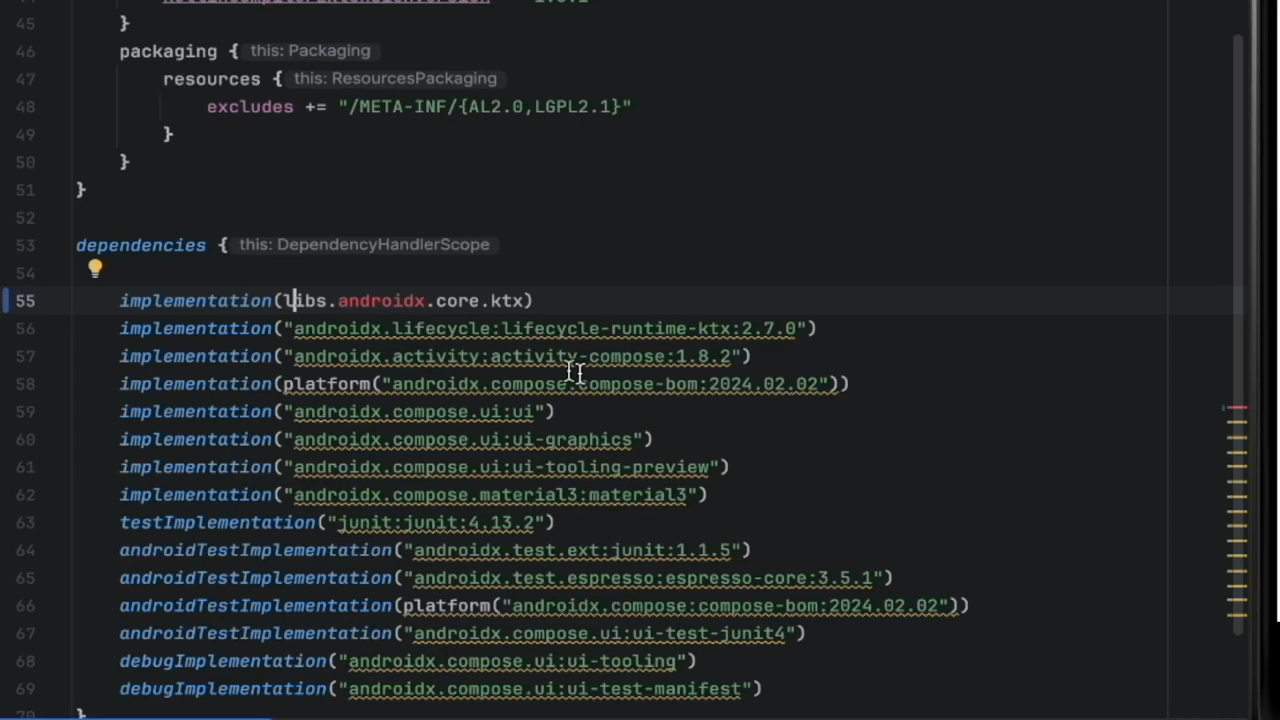 45 }
46 packaging { this: Packaging
47 resources { this: ResourcesPackaging
48 excludes += "/META-INF/{AL2.0,LGPL2.1}"
49 }
50 }
51 }
52
53 dependencies { this: DependencyHandlerScope
54
55 implementation(libs.androidx.core.ktx)
56 implementation("androidx.lifecycle:lifecycle-runtime-ktx:2.7.0")
57 implementation("androidx.activity:activity-compose:1.8.2")
58 implementation(platform("androidx.compose:compose-bom:2024.02.02"))
59 implementation("androidx.compose.ui:ui")
60 implementation("androidx.compose.ui:ui-graphics")
61 implementation("androidx.compose.ui:ui-tooling-preview")
62 implementation("androidx.compose.material3:material3")
63 testImplementation("junit:junit:4.13.2")
64 androidTestImplementation("androidx.test.ext:junit:1.1.5")
65 androidTestImplementation("androidx.test.espresso:espresso-core:3.5.1")
66 androidTestImplementation(platform("androidx.compose:compose-bom:2024.02.02"))
67 androidTestImplementation("androidx.compose.ui:ui-test-junit4")
68 debugImplementation("androidx.compose.ui:ui-tooling")
69 debugImplementation("androidx.compose.ui:ui-test-manifest")
70 }